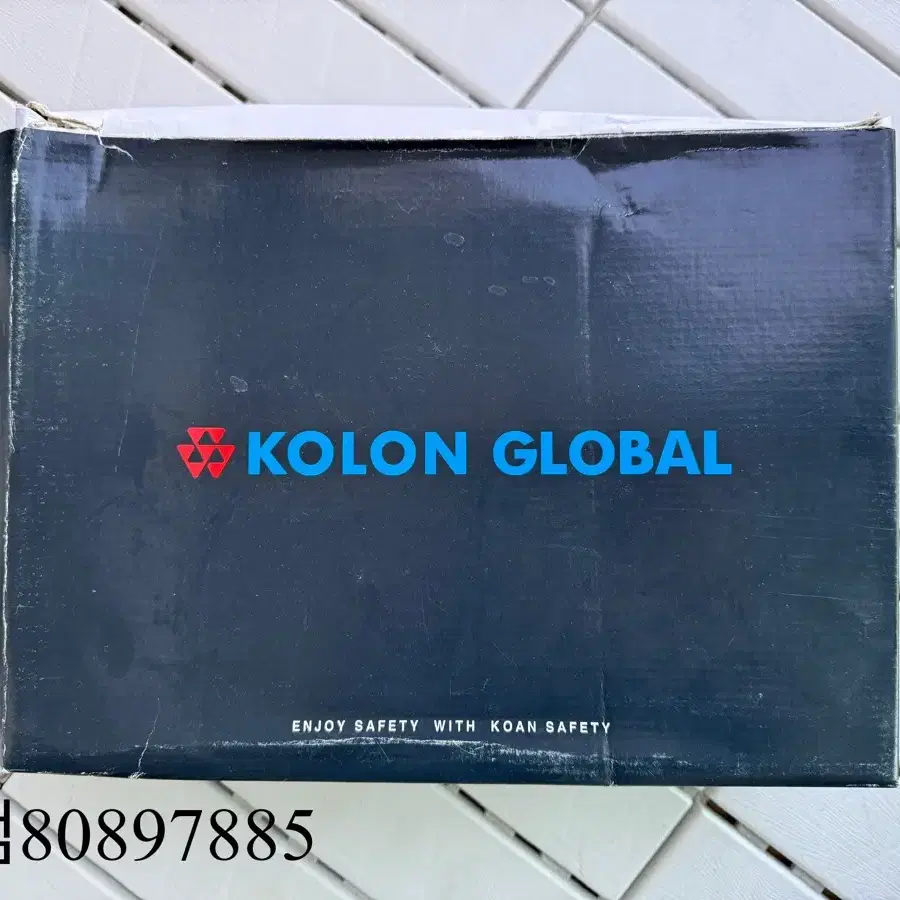 KOLON GLOBAL
ENJOY SAFETY WITH KOAN SAFETY
80897885